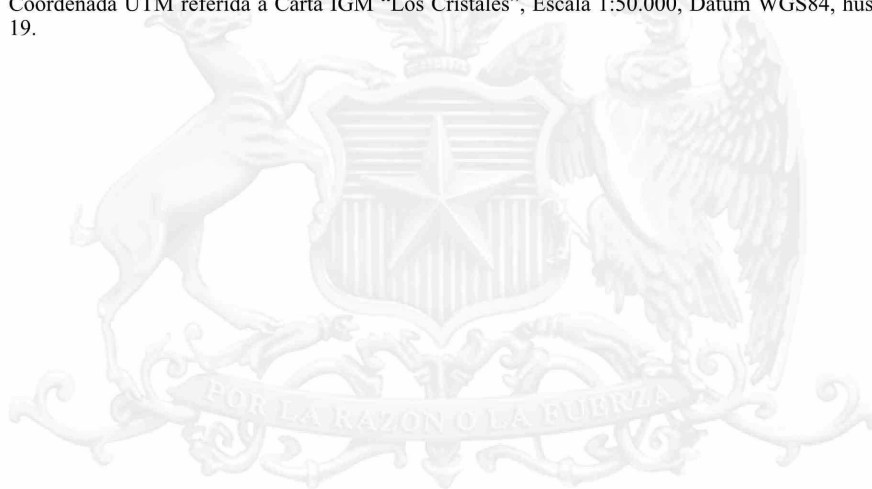 Coordenada UTM referida a Carta IGM “Los Cristales”, Escala 1:50.000, Datum WGS84, hus
19.
POR LA RAZÓN O LA FUERZA